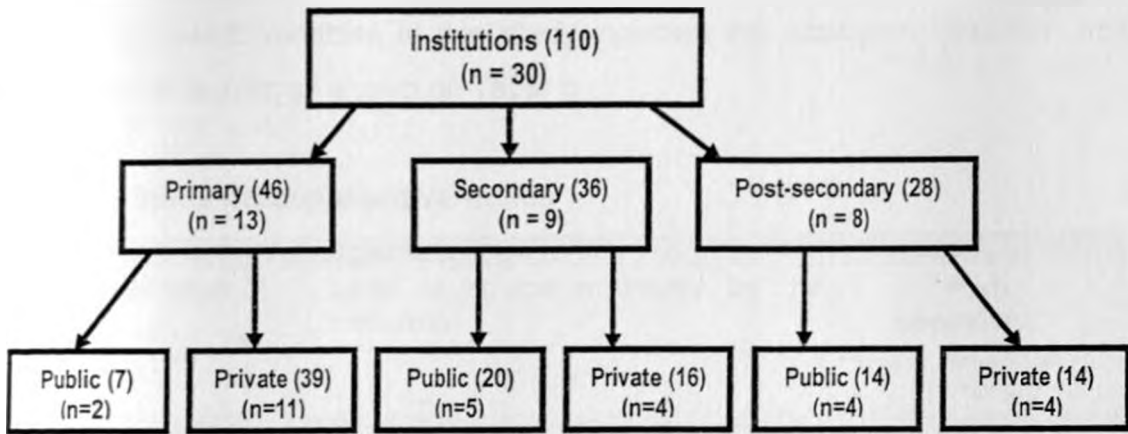 Institutions (110)
(n = 30)
Primary (46)
(n = 13)
Secondary (36)
(n = 9)
Post-secondary (28)
(n = 8)
Public (7)
(n=2)
Private (39)
(n=11)
Public (20)
(n=5)
Private (16)
(n=4)
Public (14)
(n=4)
Private (14)
(n=4)